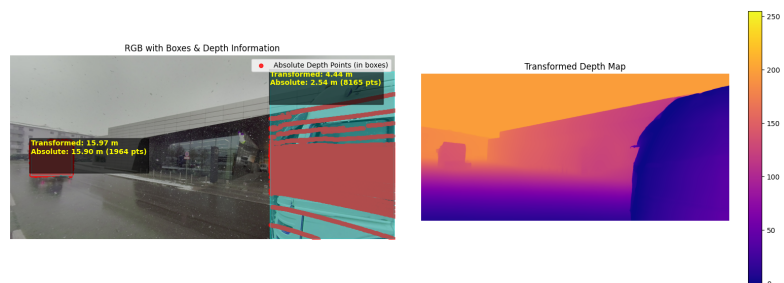 RGB with Boxes & Depth Information
Absolute Depth Points (in boxes)
Transformed: 4.44 m
Absolute: 2.54 m (8165 pts)
Transformed: 15.97 m
Absolute: 15.90 m (1964 pts)
Transformed Depth Map
250
200
150
100
50
0